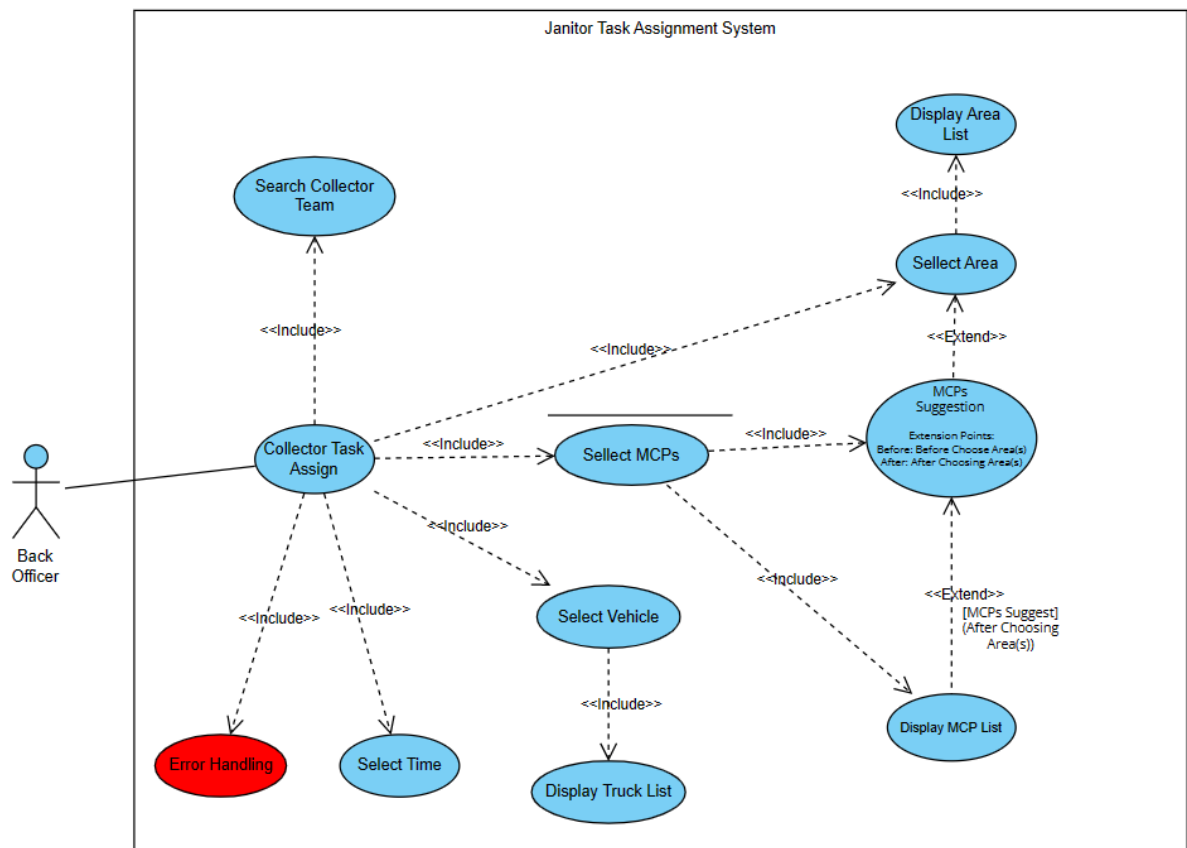 Janitor Task Assignment System
Display Area
List
Search Collector
Team
<<Include>>
Sellect Area
<<Include>>
<<Extend>>
<<Include>>
MCPs
Suggestion
Extension Points:
Before: Before Choose Area(s)
After: After Choosing Area(s)
Collector Task
Assign
<<Include>>
Sellect MCPs
<<Include>>
Back
Officer
<<Include>>
<<Include>>
<<Extend>>
[MCPs Suggest]
(After Choosing
Area(s))
<<Include>>
<<Include>>
Select Vehicle
<<Include>>
Display MCP List
Error Handling
Select Time
Display Truck List